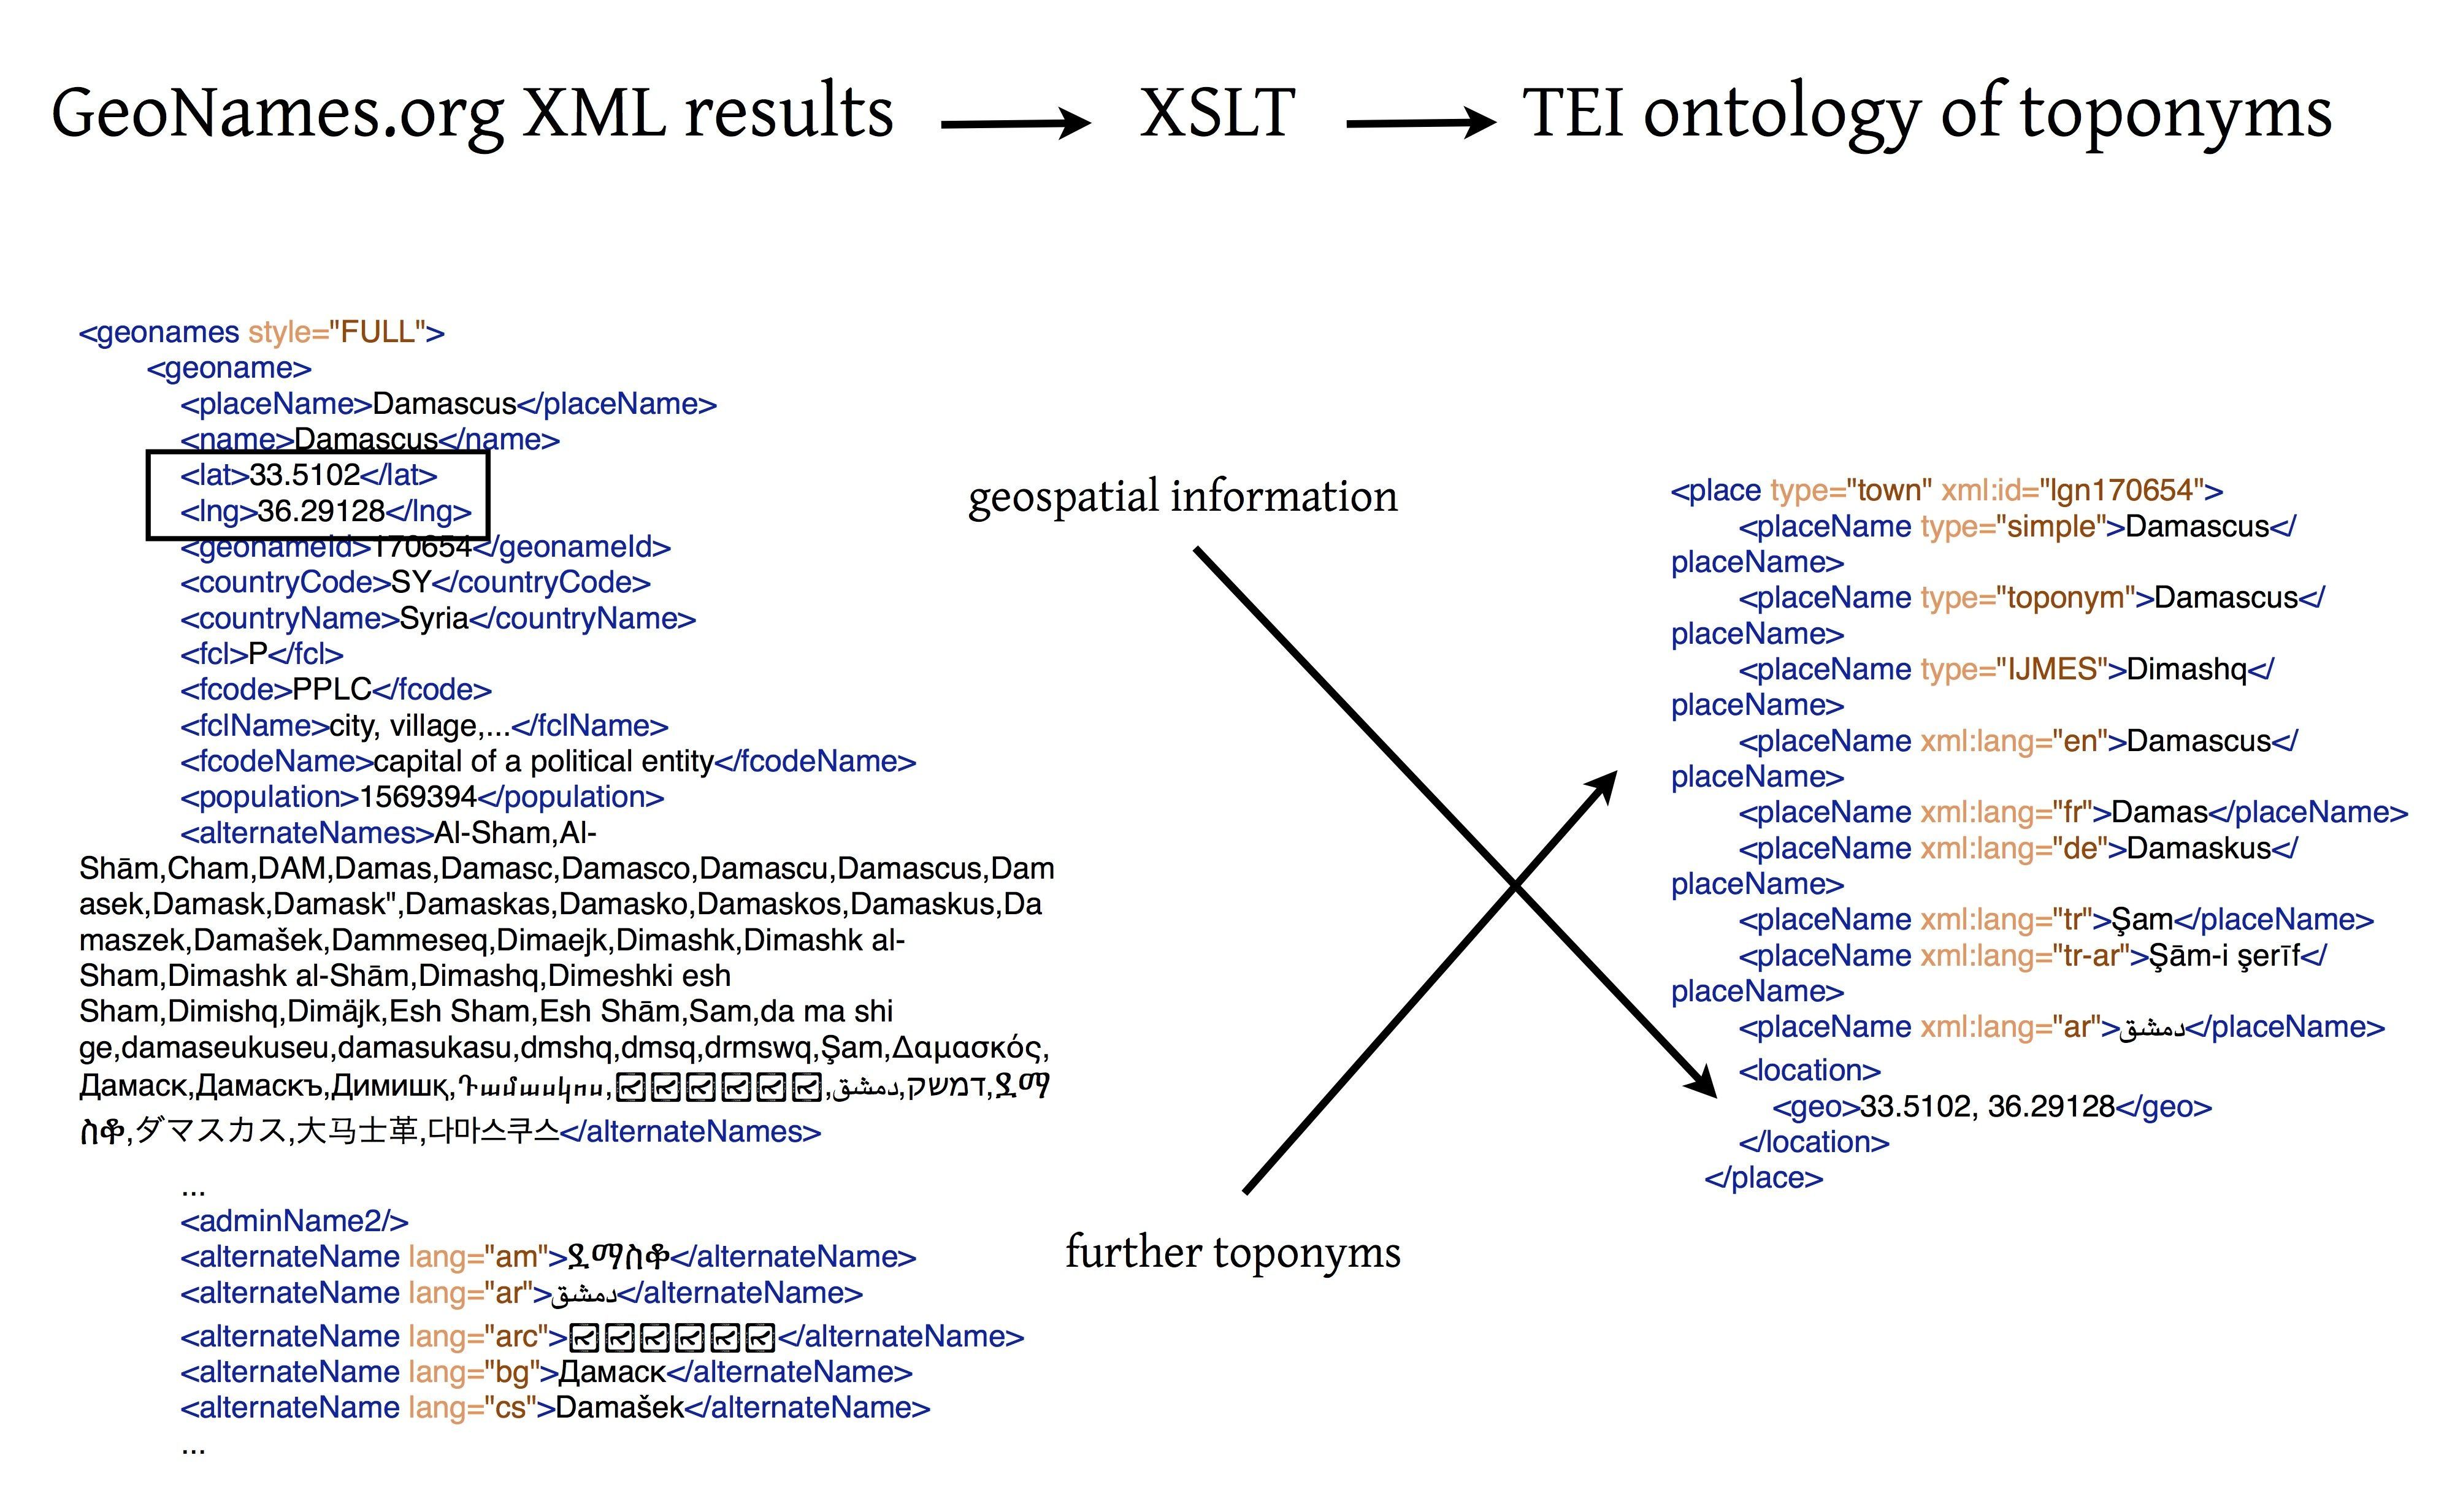 GeoNames.org XML results → XSLT → TEI ontology of toponyms
<geonames style="FULL">
<geoname>
<placeName>Damascus</placeName>
<name>Damascus</name>
<lat>33.5102</lat>
<lng>36.29128</lng>
<geonameId>170654</geonameId>
<countryCode>SY</countryCode>
<countryName>Syria</countryName>
<fcl>P</fcl>
<fcode>PPLC</fcode>
<fclName>city, village,...</fclName>
<fcodeName>capital of a political entity</fcodeName>
<population>1569394</population>
<alternateNames>Al-Sham,Al-
Shām,Cham,DAM,Damas,Damasc,Damasco,Damascu,Damascus,Dam
asek,Damask,Damask",Damaskas,Damasko,Damaskos,Damaskus,Da
maszek,Damašek,Dammeseq,Dimaejk,Dimashk,Dimashk al-
Sham,Dimashk al-Shām,Dimashq,Dimeshki esh
Sham,Dimishq,Dimäjk,Esh Sham,Esh Shām,Sam,da ma shi
ge,damaseukuseu,damasukasu,dmshq,dmsq,drmswq,Şam,Δαμασκός,
Дамаск,Дамаскъ,Димишқ,Դամասկոս,דמשק,دمشق,ደማ
ስቆ,ダマスカス,大马士革,다마스쿠스</alternateNames>
...
<adminName2/>
<alternateName lang="am">ደማስቆ</alternateName>
<alternateName lang="ar">دمشق</alternateName>
<alternateName lang="arc"></alternateName>
<alternateName lang="bg">Дамаск</alternateName>
<alternateName lang="cs">Damašek</alternateName>
...
geospatial information
further toponyms
<place type="town" xml:id="lgn170654">
<placeName type="simple">Damascus</
placeName>
<placeName type="toponym">Damascus</
placeName>
<placeName type="IJMES">Dimashq</
placeName>
<placeName xml:lang="en">Damascus</
placeName>
<placeName xml:lang="fr">Damas</placeName>
<placeName xml:lang="de">Damaskus</
placeName>
<placeName xml:lang="tr">Şam</placeName>
<placeName xml:lang="tr-ar">Şām-i şerīf</
placeName>
<placeName xml:lang="ar">دمشق</placeName>
<location>
<geo>33.5102, 36.29128</geo>
</location>
</place>